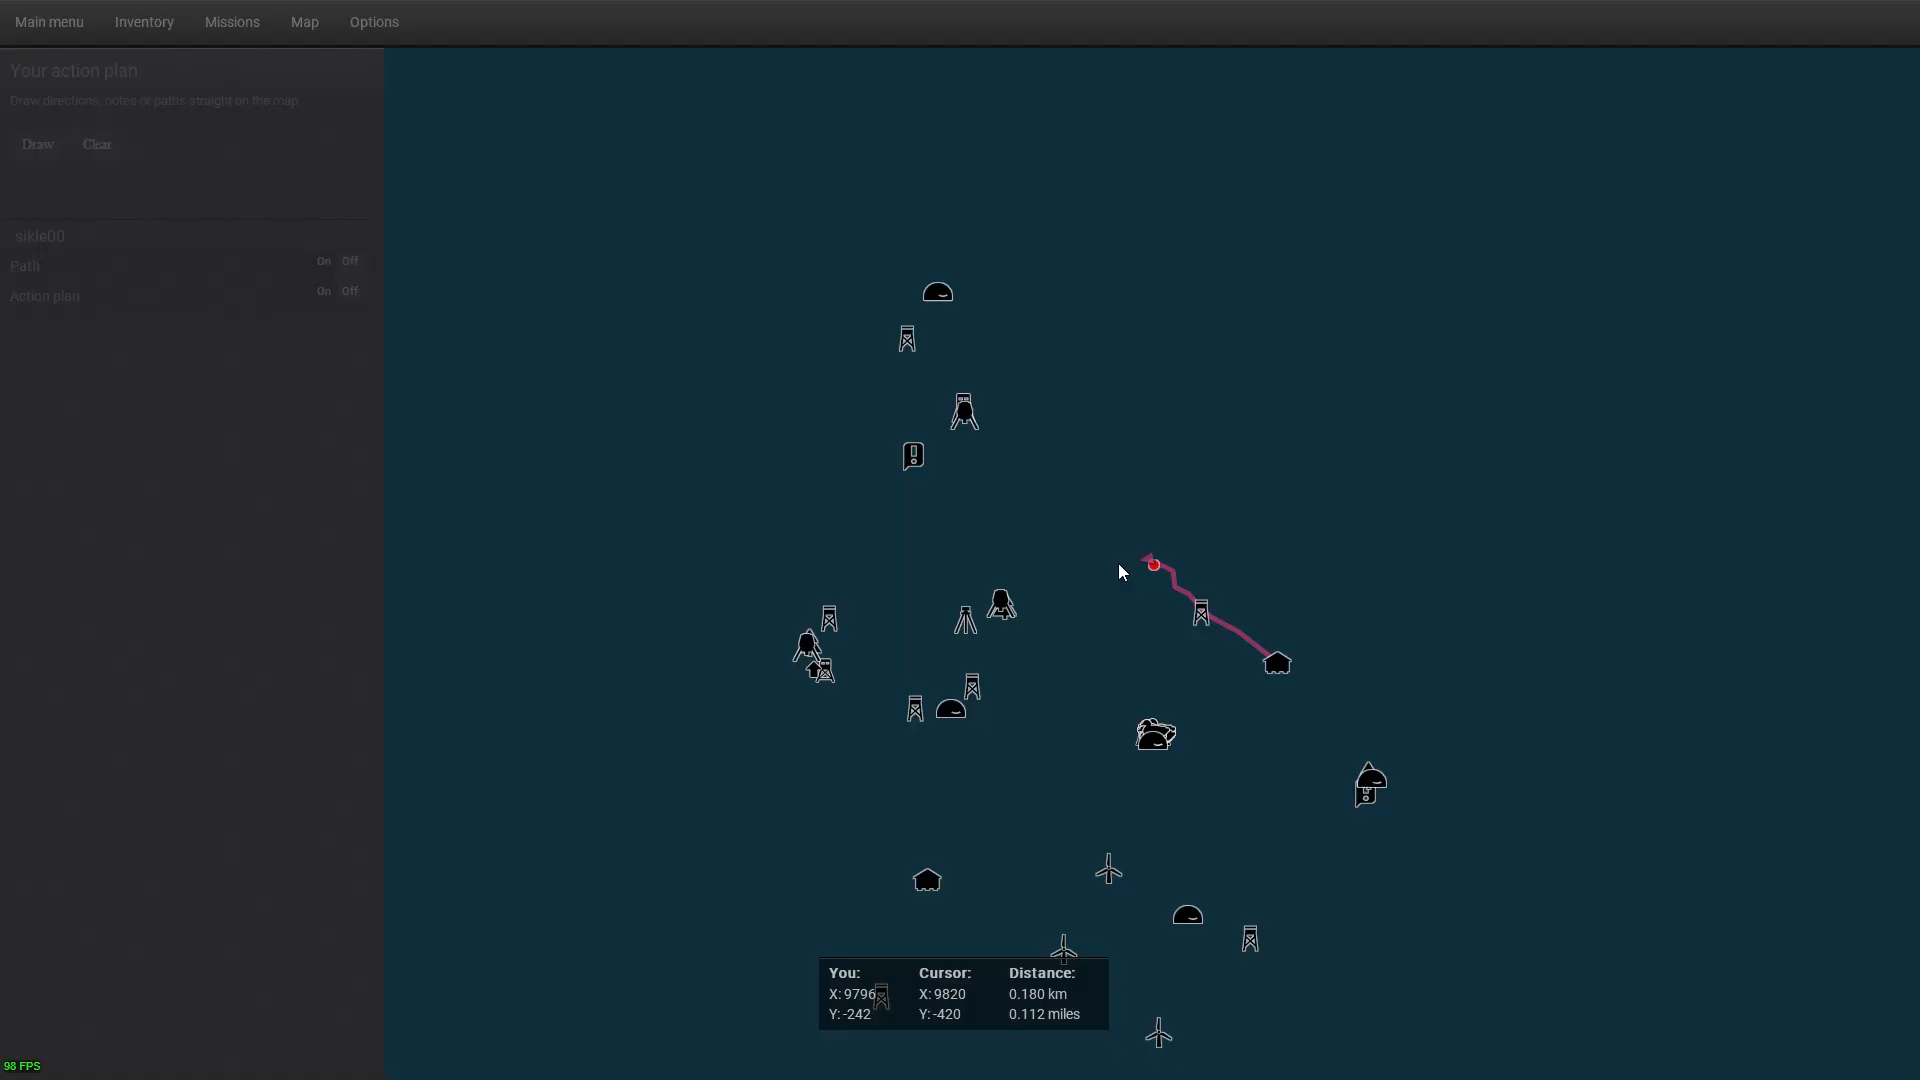 Main menu Inventory Missions Map Options
Your action plan
Draw directions, notes or paths straight on the map
Draw Clear
sikle00
Path On Off
Action plan On Off
You: Cursor: Distance:
X: 9796 X: 9820 0.180 km
Y: -242 Y: -420 0.112 miles
98 FPS